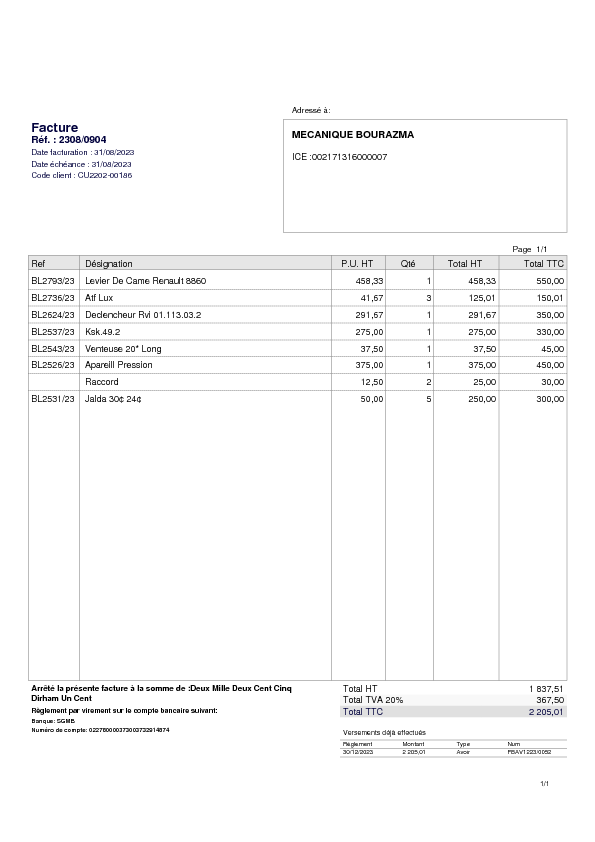 Adressé à:
Facture
Réf. : 2308/0904
Date facturation : 31/08/2023
Date échéance : 31/08/2023
Code client : CU2202-00186
MECANIQUE BOURAZMA
ICE :002171316000007
Page 1/1
Ref Désignation P.U. HT Qté Total HT Total TTC
BL2793/23 Levier De Came Renault 8860 458,33 1 458,33 550,00
BL2736/23 Atf Lux 41,67 3 125,01 150,01
BL2624/23 Declencheur Rvi 01.113.03.2 291,67 1 291,67 350,00
BL2537/23 Ksk.49.2 275,00 1 275,00 330,00
BL2543/23 Venteuse 20* Long 37,50 1 37,50 45,00
BL2526/23 Apareill Pression 375,00 1 375,00 450,00
Raccord 12,50 2 25,00 30,00
BL2531/23 Jalda 30¢ 24¢ 50,00 5 250,00 300,00
Arrêté la présente facture à la somme de :Deux Mille Deux Cent Cinq
Dirham Un Cent
Règlement par virement sur le compte bancaire suivant:
Banque: SGMB
Numéro de compte:
Total HT 1 837,51
Total TVA 20% 367,50
Total TTC 2 205,01
Versements déjà effectués
Règlement Montant Type Num
30/12/2023 2 205,01 Avoir
1/1